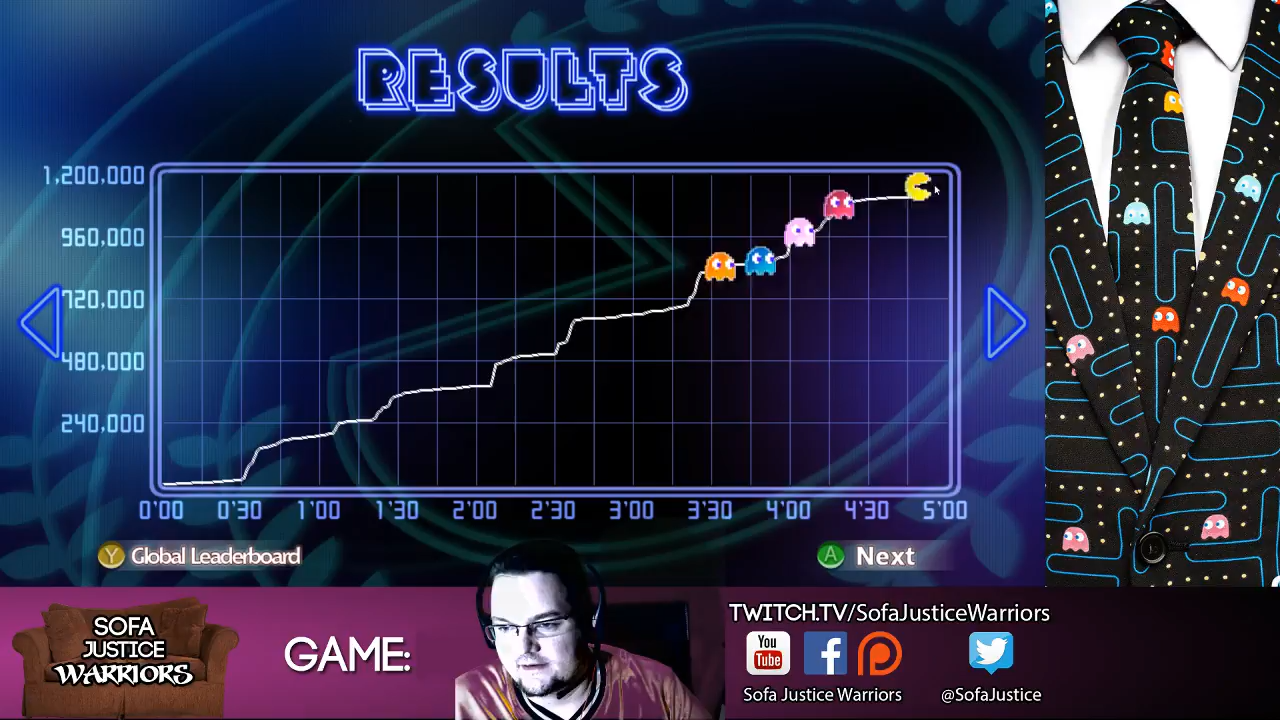 RESULTS
1,200,000
960,000
720,000
480,000
240,000
0'00 0'30 1'00 1'30 2'00 2'30 3'00 3'30 4'00 4'30 5'00
Y Global Leaderboard
A Next
SOFA
JUSTICE
WARRIORS
GAME:
TWITCH.TV/SofaJusticeWarriors
You
Tube
f
Sofa Justice Warriors
@SofaJustice